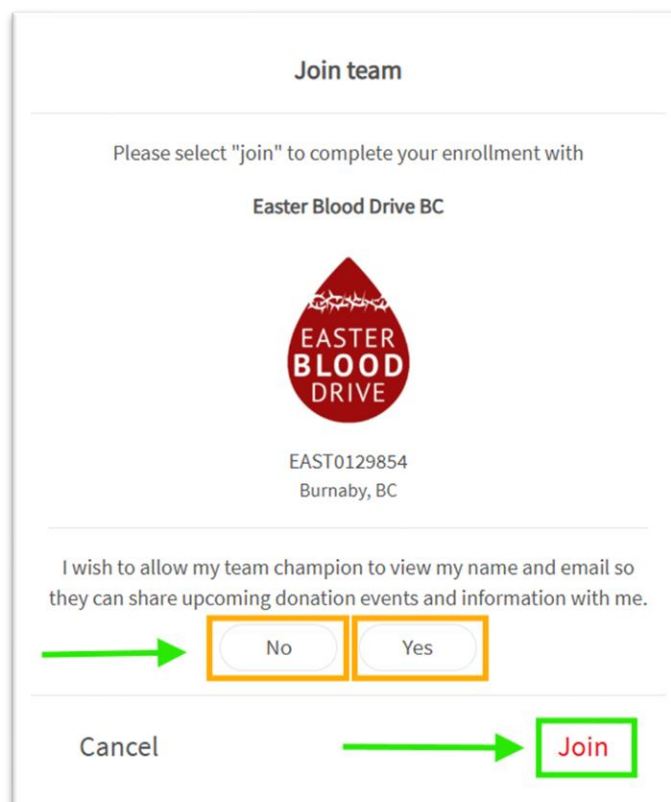 Join team
Please select "join" to complete your enrollment with
Easter Blood Drive BC
EASTER
BLOOD
DRIVE
EAST0129854
Burnaby, BC
I wish to allow my team champion to view my name and email so
they can share upcoming donation events and information with me.
No Yes
Cancel Join